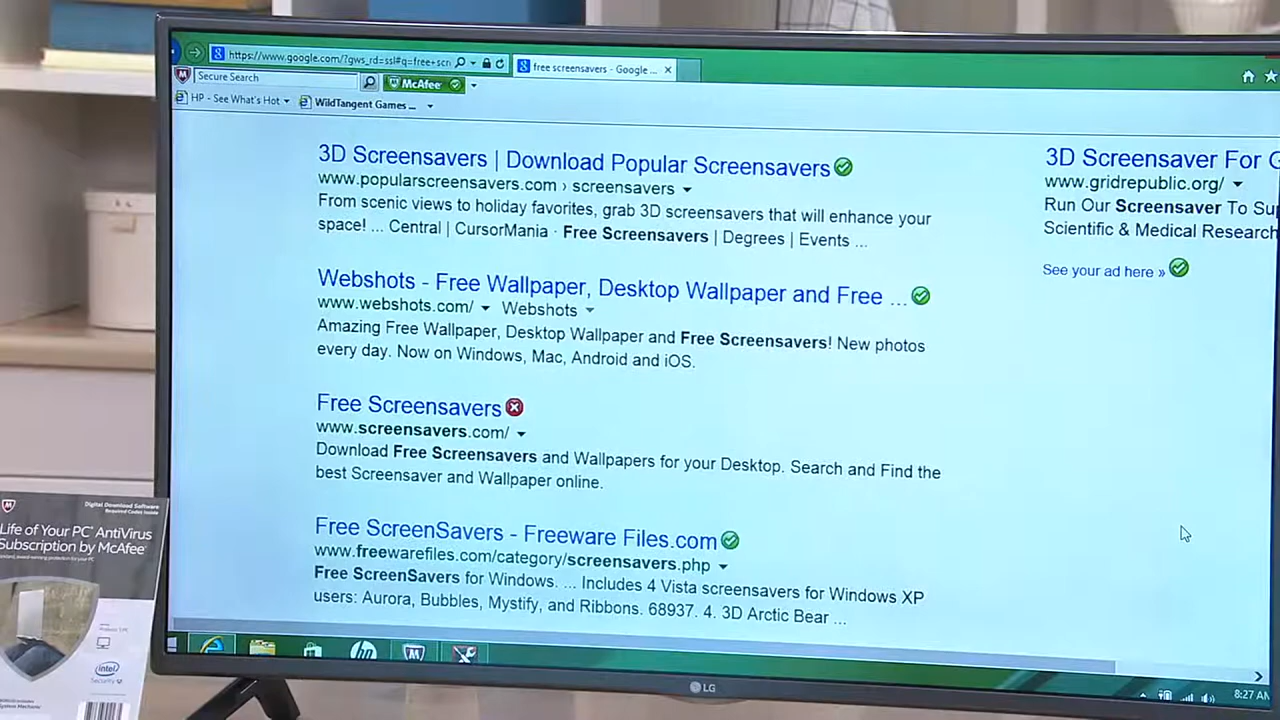 https://www.google.com/?gws_rd=ssl#q=free+scr
free screensavers - Google ...
Secure Search
McAfee
HP - See What's Hot
WildTangent Games ...
3D Screensavers | Download Popular Screensavers
www.popularscreensavers.com › screensavers
From scenic views to holiday favorites, grab 3D screensavers that will enhance your
space! ... Central | CursorMania · Free Screensavers | Degrees | Events ...
Webshots - Free Wallpaper, Desktop Wallpaper and Free ...
www.webshots.com/ Webshots
Amazing Free Wallpaper, Desktop Wallpaper and Free Screensavers! New photos
every day. Now on Windows, Mac, Android and iOS.
Free Screensavers
www.screensavers.com/
Download Free Screensavers and Wallpapers for your Desktop. Search and Find the
best Screensaver and Wallpaper online.
Free ScreenSavers - Freeware Files.com
www.freewarefiles.com/category/screensavers.php
Free ScreenSavers for Windows. ... Includes 4 Vista screensavers for Windows XP
users: Aurora, Bubbles, Mystify, and Ribbons. 68937. 4. 3D Arctic Bear ...
3D Screensaver For G
www.gridrepublic.org/
Run Our Screensaver To Su
Scientific & Medical Research
See your ad here »
hp
8:27 AM
LG
Digital Download Software
Life of Your PC* AntiVirus
Subscription by McAfee
intel
Security
System Mechanic